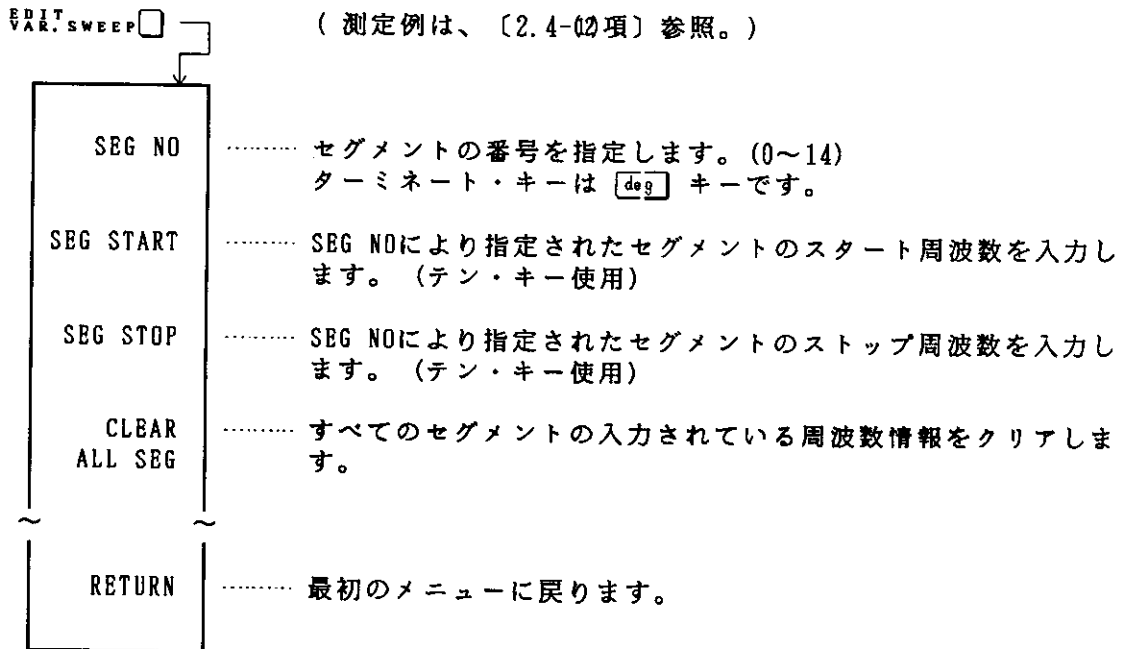 EDIT
VAR. SWEEP
( 測定例は、〔2.4-02項〕参照。)
SEG NO ……… セグメントの番号を指定します。(0～14)
ターミネート・キーは deg キーです。
SEG START ……… SEG NOにより指定されたセグメントのスタート周波数を入力し
ます。 (テン・キー使用)
SEG STOP ……… SEG NOにより指定されたセグメントのストップ周波数を入力し
ます。 (テン・キー使用)
CLEAR ……… すべてのセグメントの入力されている周波数情報をクリアしま
ALL SEG す。
～ ～
RETURN ……… 最初のメニューに戻ります。